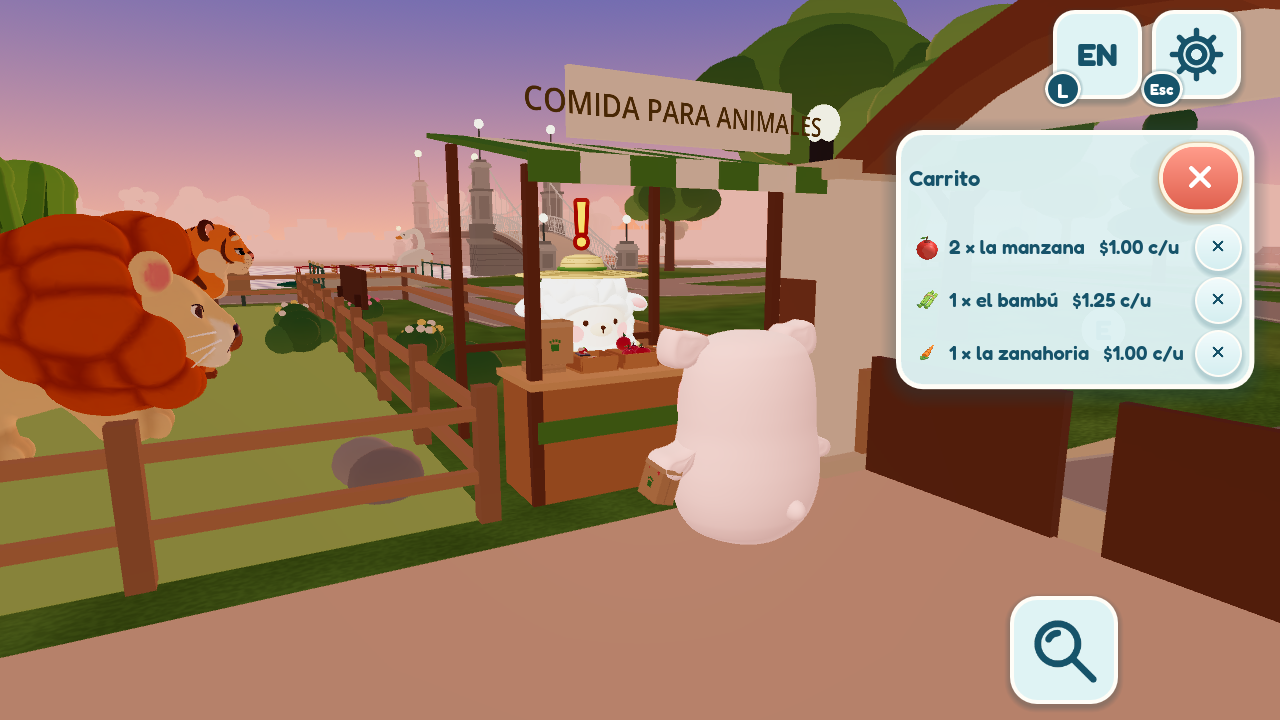 EN
L
Esc
COMIDA PARA ANIMALES
Carrito
2 × la manzana $1.00 c/u
1 × el bambú $1.25 c/u
1 × la zanahoria $1.00 c/u